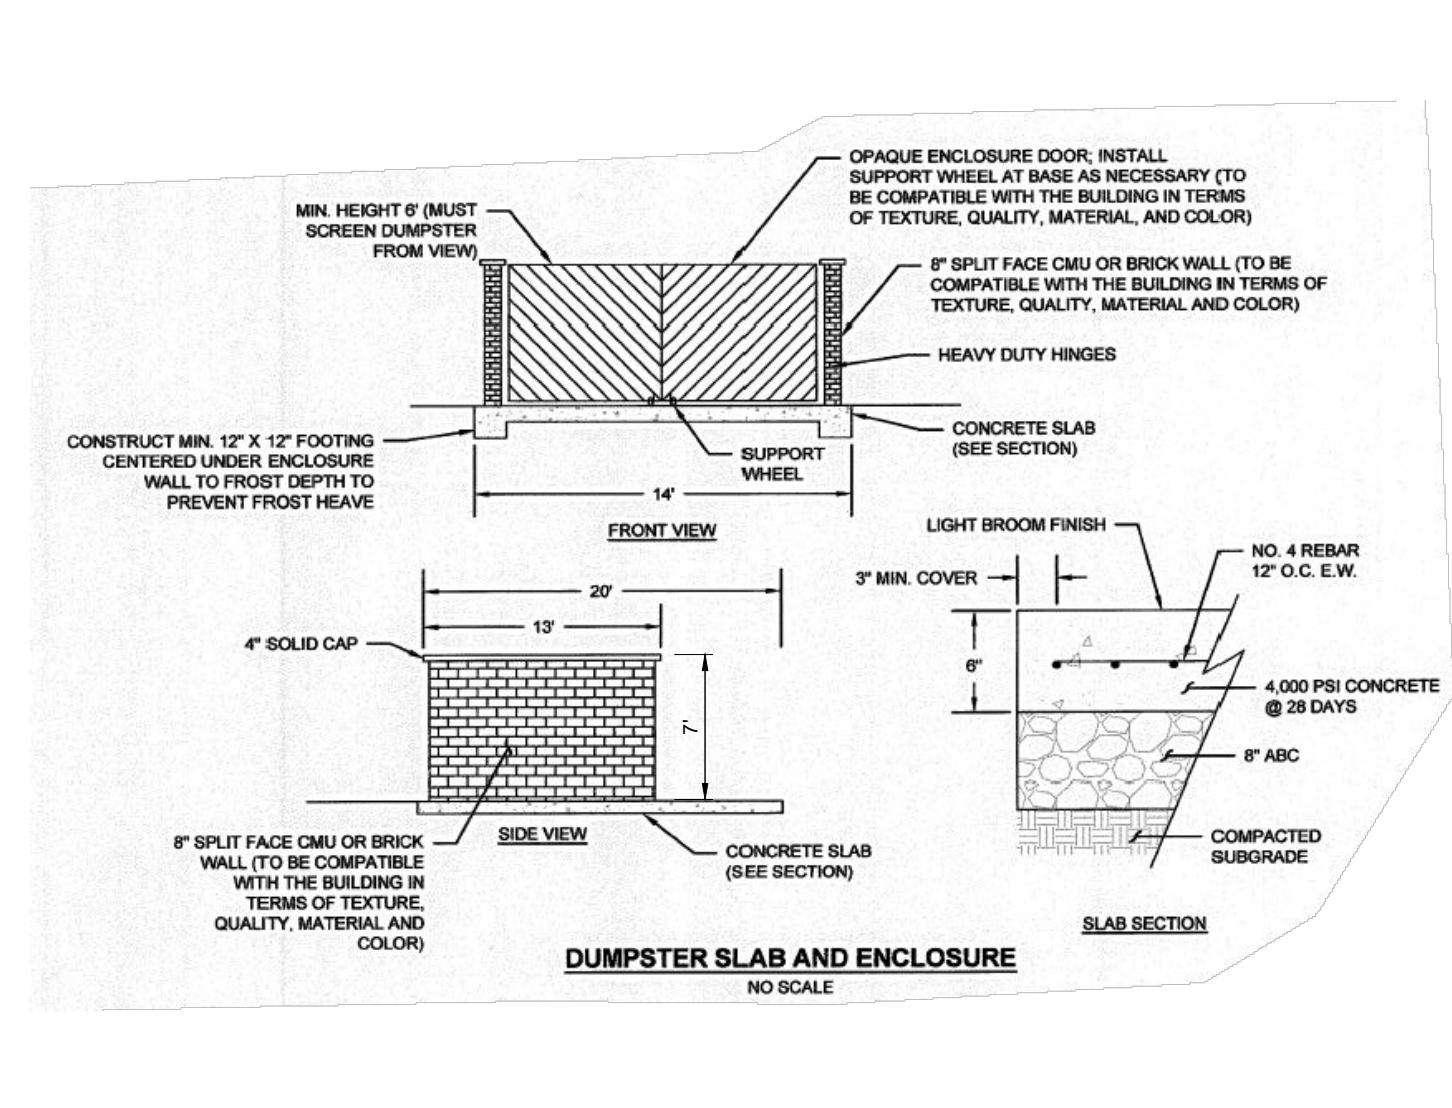 OPAQUE ENCLOSURE DOOR; INSTALL
SUPPORT WHEEL AT BASE AS NECESSARY (TO
BE COMPATIBLE WITH THE BUILDING IN TERMS
OF TEXTURE, QUALITY, MATERIAL, AND COLOR)
MIN. HEIGHT 6' (MUST
SCREEN DUMPSTER
FROM VIEW)
8" SPLIT FACE CMU OR BRICK WALL (TO BE
COMPATIBLE WITH THE BUILDING IN TERMS OF
TEXTURE, QUALITY, MATERIAL AND COLOR)
HEAVY DUTY HINGES
CONSTRUCT MIN. 12" X 12" FOOTING
CENTERED UNDER ENCLOSURE
WALL TO FROST DEPTH TO
PREVENT FROST HEAVE
CONCRETE SLAB
(SEE SECTION)
SUPPORT
WHEEL
14'
FRONT VIEW
LIGHT BROOM FINISH
3" MIN. COVER
NO. 4 REBAR
12" O.C. E.W.
6"
4,000 PSI CONCRETE
@ 28 DAYS
8" ABC
COMPACTED
SUBGRADE
SLAB SECTION
20'
13'
4" SOLID CAP
7'
SIDE VIEW
8" SPLIT FACE CMU OR BRICK
WALL (TO BE COMPATIBLE
WITH THE BUILDING IN
TERMS OF TEXTURE,
QUALITY, MATERIAL AND
COLOR)
CONCRETE SLAB
(SEE SECTION)
DUMPSTER SLAB AND ENCLOSURE
NO SCALE